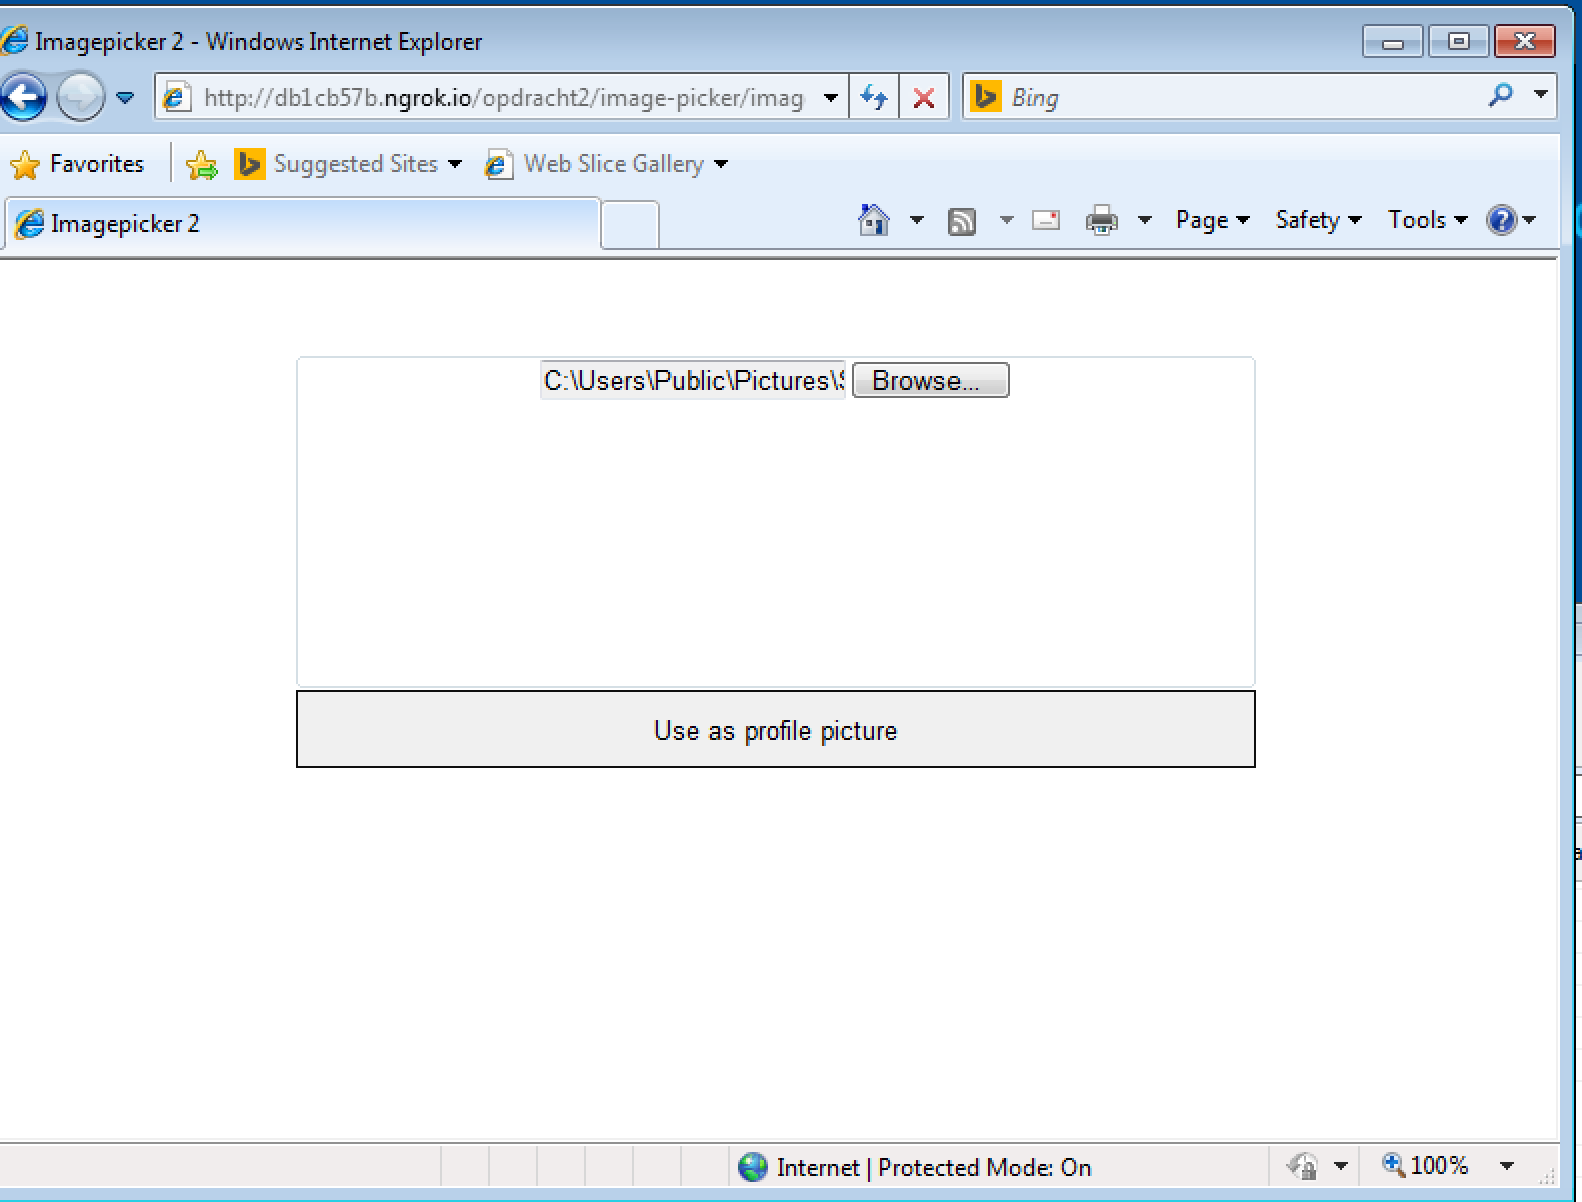 Imagepicker 2 - Windows Internet Explorer
http://db1cb57b.ngrok.io/opdracht2/image-picker/imag
Bing
Favorites
Suggested Sites
Web Slice Gallery
Imagepicker 2
Page
Safety
Tools
C:\Users\Public\Pictures\S
Browse...
Use as profile picture
Internet | Protected Mode: On
100%